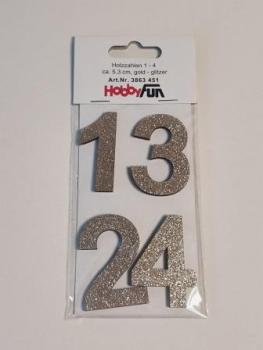 Holzzahlen 1 - 4
ca. 5,3 cm, gold - glitzer
Art.Nr. 3863 451
HobbyFun
13
24